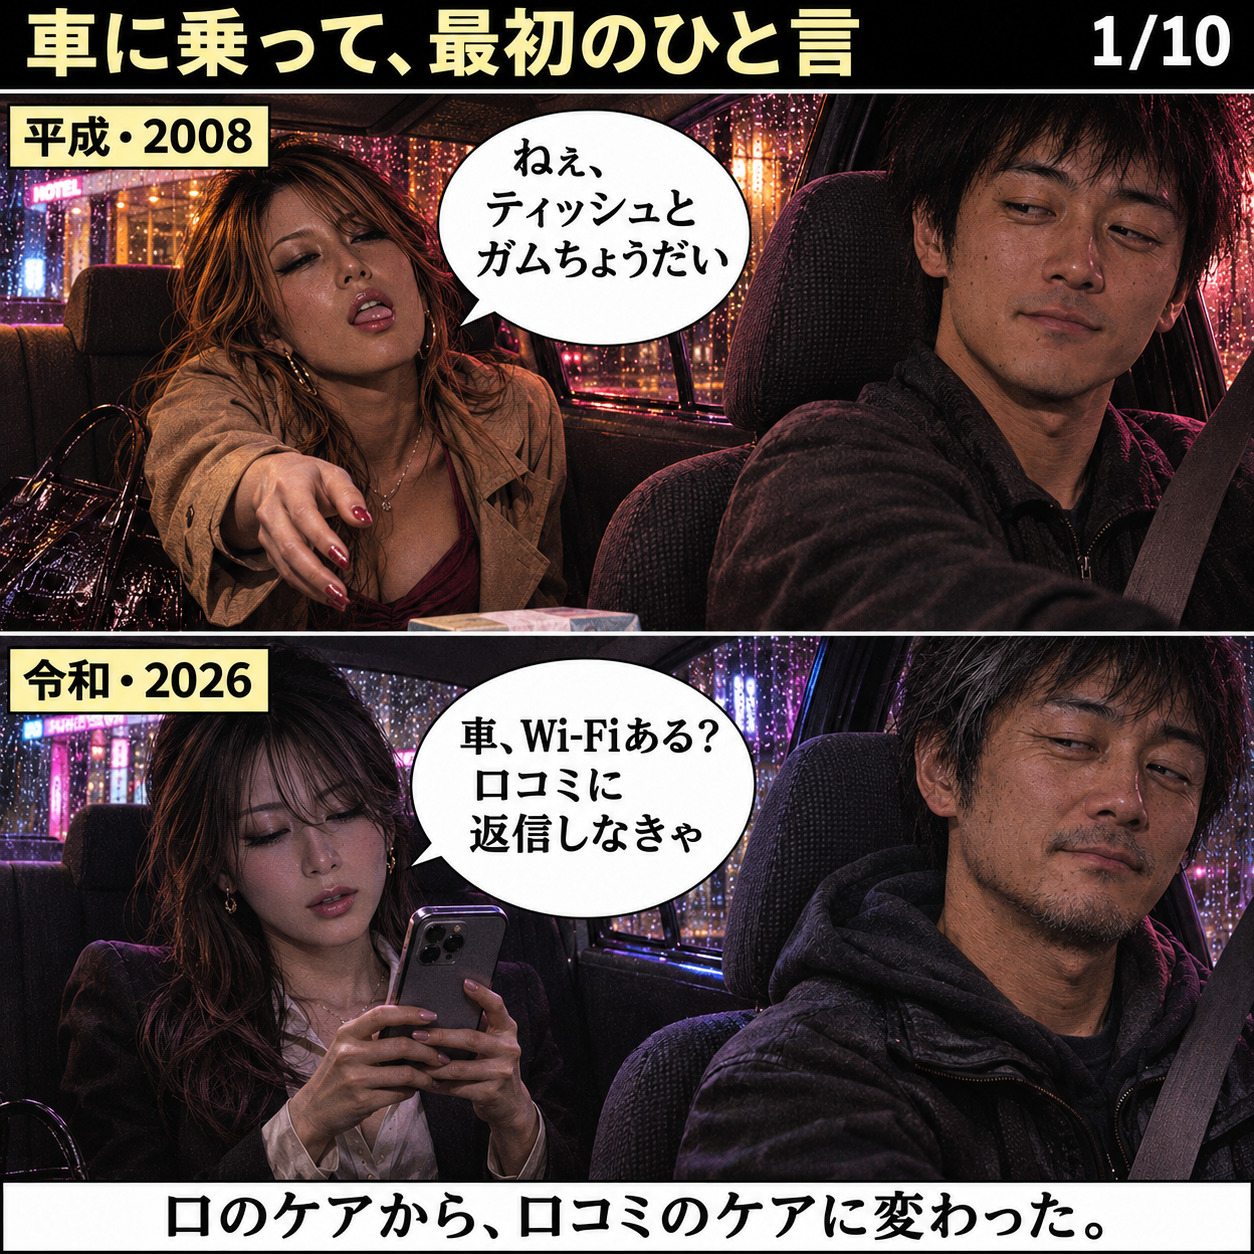 車に乗って、最初のひと言
1/10
平成・2008
HOTEL
ねぇ、
ティッシュと
ガムちょうだい
令和・2026
車、Wi-Fiある?
口コミに
返信しなきゃ
口のケアから、口コミのケアに変わった。